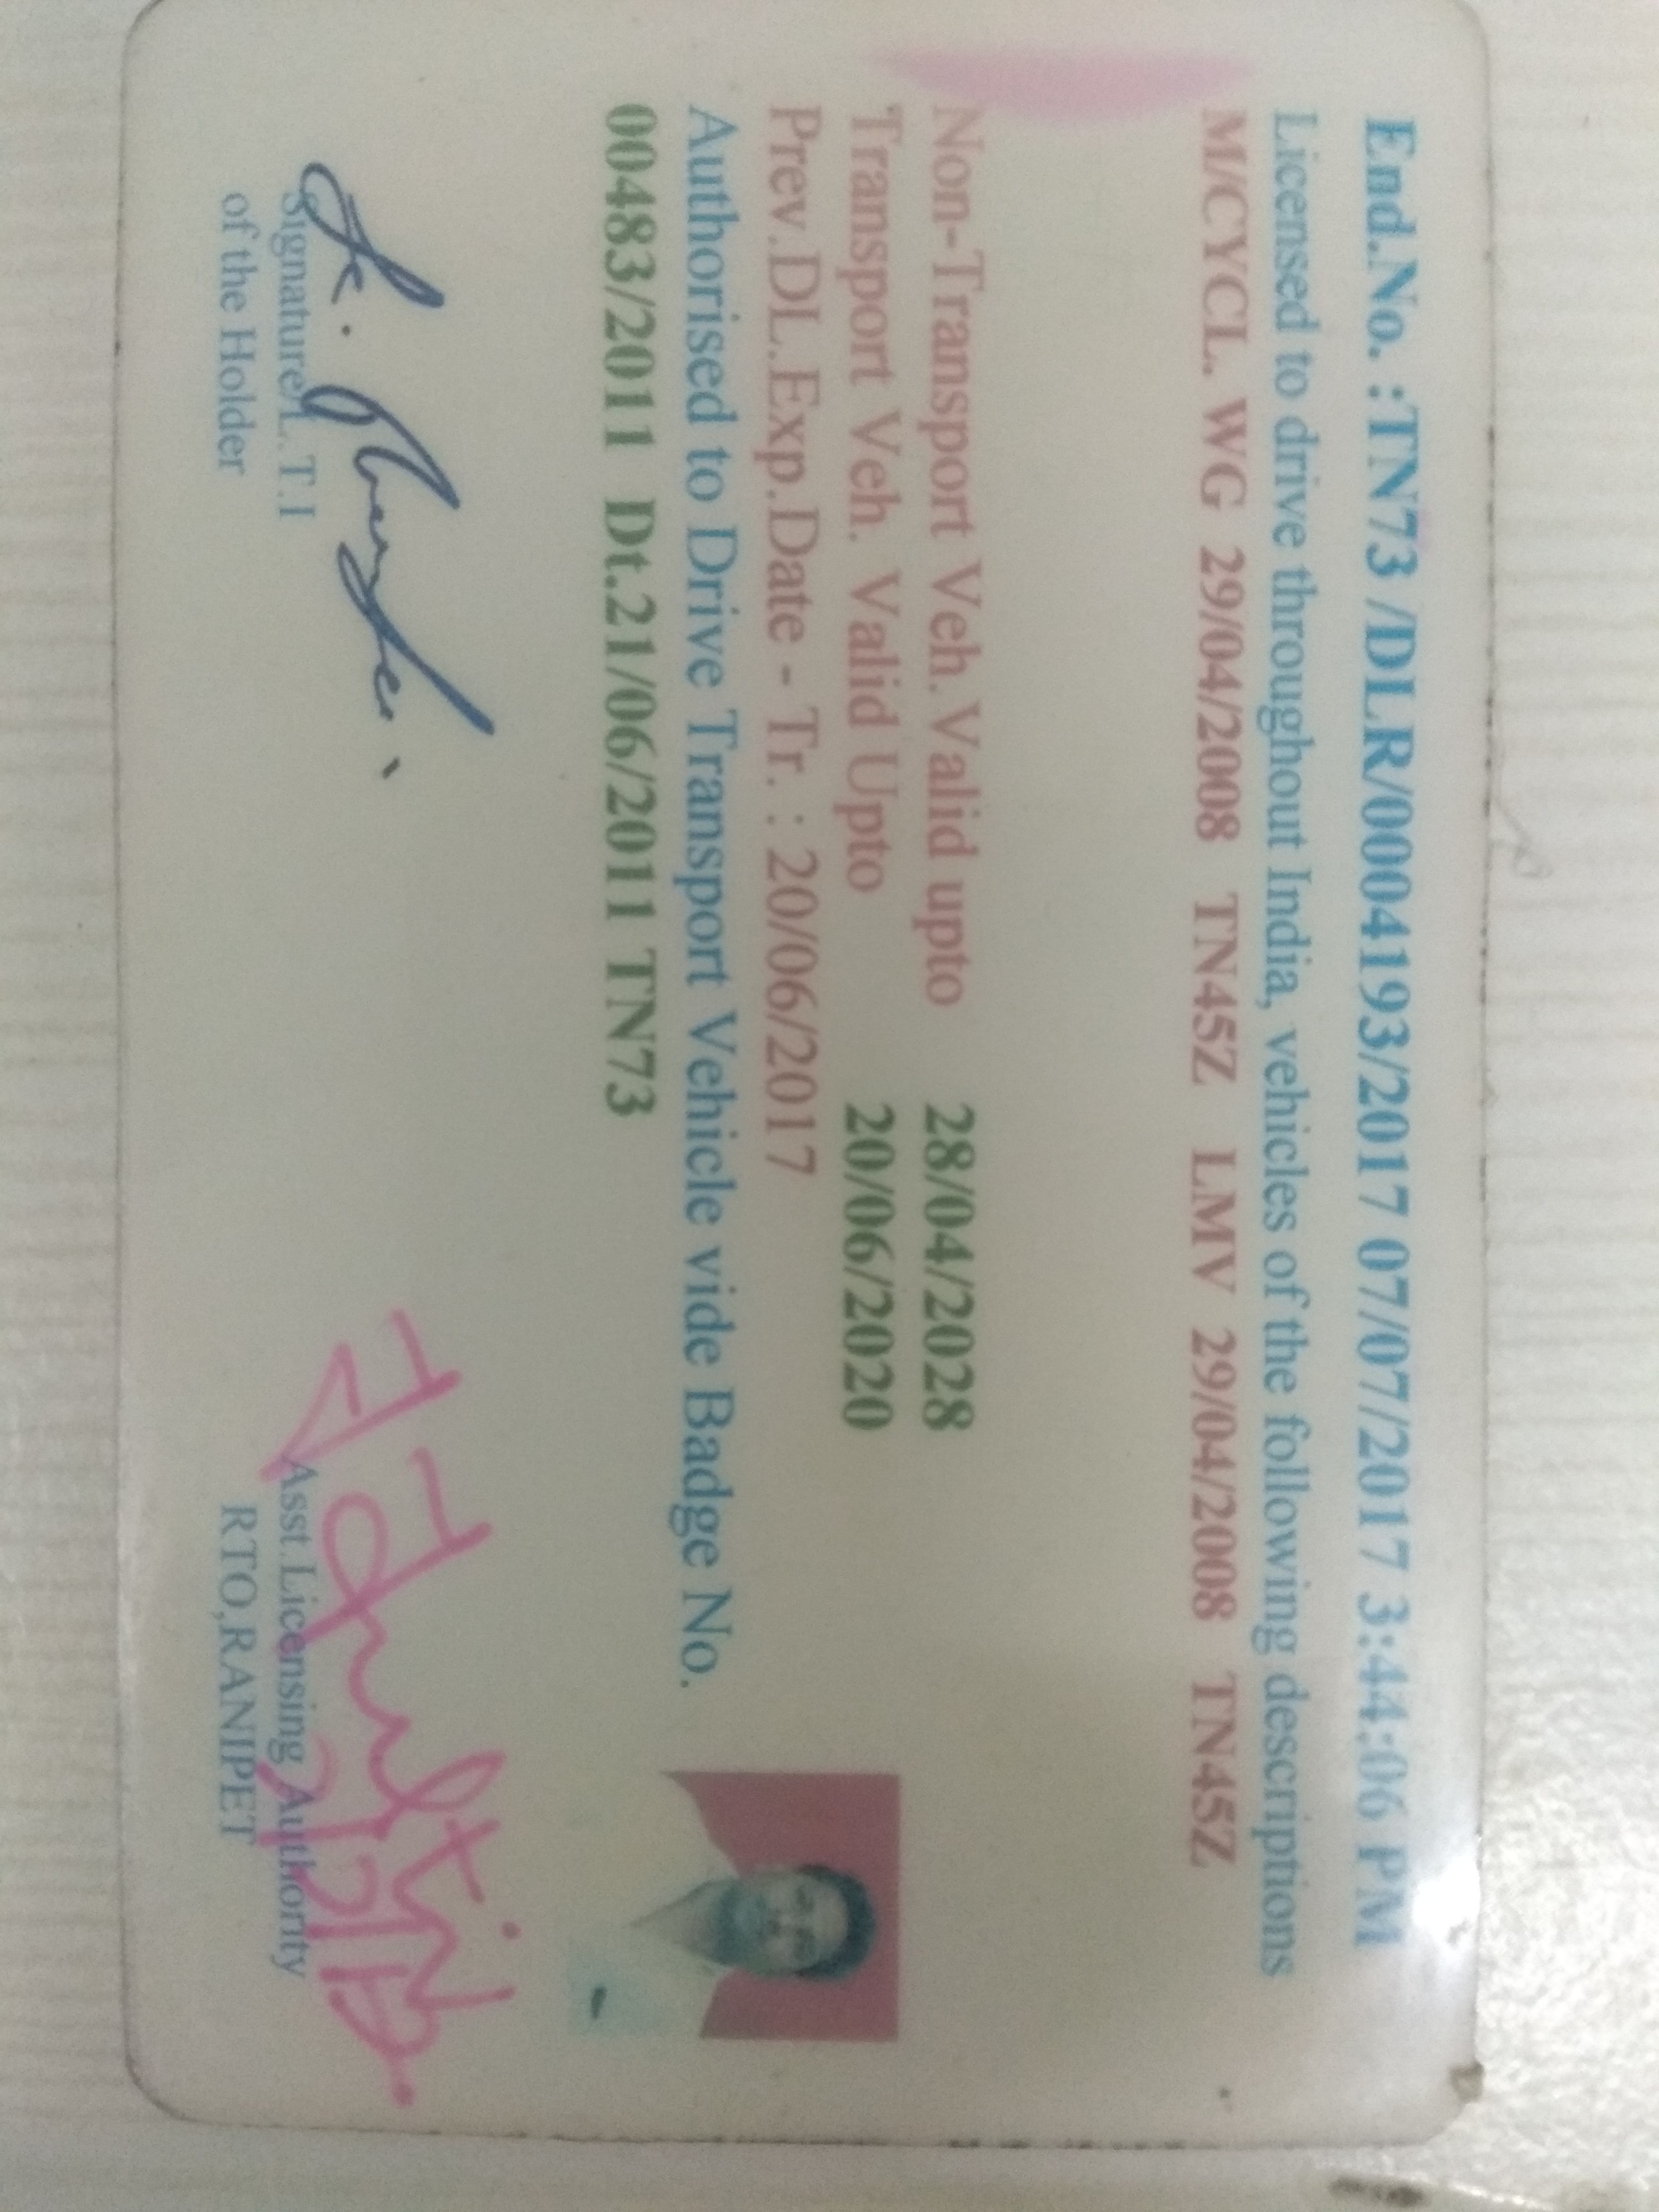 End.No. :TN73 /DLR/0004193/2017 07/07/2017 3:44:06 PM
Licensed to drive throughout India, vehicles of the following descriptions
M/CYCL. WG 29/04/2008 TN45Z LMV 29/04/2008 TN45Z
Non-Transport Veh. Valid upto 28/04/2028
Transport Veh. Valid Upto 20/06/2020
Prev.DL.Exp.Date - Tr. : 20/06/2017
Authorised to Drive Transport Vehicle vide Badge No.
00483/2011 Dt.21/06/2011 TN73
Signature/L. T.I
of the Holder
Asst.Licensing Authority
RTO,RANIPET